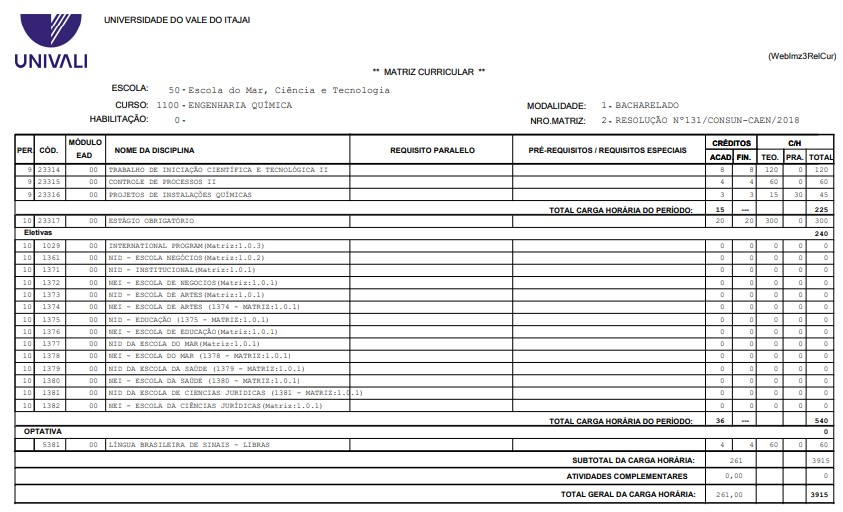 UNIVERSIDADE DO VALE DO ITAJAI
UNIVALI
(WebImz3RelCur)
** MATRIZ CURRICULAR **
ESCOLA: 50 - Escola do Mar, Ciência e Tecnologia
CURSO: 1100 - ENGENHARIA QUÍMICA MODALIDADE: 1 - BACHARELADO
HABILITAÇÃO: 0 - NRO.MATRIZ: 2 - RESOLUÇÃO Nº131/CONSUN-CAEN/2018
PER. CÓD. MÓDULO EAD NOME DA DISCIPLINA REQUISITO PARALELO PRÉ-REQUISITOS / REQUISITOS ESPECIAIS CRÉDITOS C/H
ACAD. FIN. TEO. PRA. TOTAL
9 23314 00 TRABALHO DE INICIAÇÃO CIENTÍFICA E TECNOLÓGICA II 8 8 120 0 120
9 23315 00 CONTROLE DE PROCESSOS II 4 4 60 0 60
9 23316 00 PROJETOS DE INSTALAÇÕES QUÍMICAS 3 3 15 30 45
TOTAL CARGA HORÁRIA DO PERÍODO: 15 --- 225
10 23317 00 ESTÁGIO OBRIGATÓRIO 20 20 300 0 300
Eletivas 240
10 1029 00 INTERNATIONAL PROGRAM(Matriz:1.0.3) 0 0 0 0 0
10 1361 00 NID - ESCOLA NEGÓCIOS(Matriz:1.0.2) 0 0 0 0 0
10 1371 00 NID - INSTITUCIONAL(Matriz:1.0.1) 0 0 0 0 0
10 1372 00 NEI - ESCOLA DE NEGOCIOS(Matriz:1.0.1) 0 0 0 0 0
10 1373 00 NID - ESCOLA DE ARTES(Matriz:1.0.1) 0 0 0 0 0
10 1374 00 NEI - ESCOLA DE ARTES (1374 - MATRIZ:1.0.1) 0 0 0 0 0
10 1375 00 NID - EDUCAÇÃO (1375 - MATRIZ:1.0.1) 0 0 0 0 0
10 1376 00 NEI - ESCOLA DE EDUCAÇÃO(Matriz:1.0.1) 0 0 0 0 0
10 1377 00 NID DA ESCOLA DO MAR(Matriz:1.0.1) 0 0 0 0 0
10 1378 00 NEI - ESCOLA DO MAR (1378 - MATRIZ:1.0.1) 0 0 0 0 0
10 1379 00 NID DA ESCOLA DA SAÚDE (1379 - MATRIZ:1.0.1) 0 0 0 0 0
10 1380 00 NEI - ESCOLA DA SAÚDE (1380 - MATRIZ:1.0.1) 0 0 0 0 0
10 1381 00 NID DA ESCOLA DE CIENCIAS JURIDICAS (1381 - MATRIZ:1.0.1) 0 0 0 0 0
10 1382 00 NEI - ESCOLA DA CIÊNCIAS JURÍDICAS(Matriz:1.0.1) 0 0 0 0 0
TOTAL CARGA HORÁRIA DO PERÍODO: 36 --- 540
OPTATIVA 0
5381 00 LÍNGUA BRASILEIRA DE SINAIS - LIBRAS 4 4 60 0 60
SUBTOTAL DA CARGA HORÁRIA: 261 3915
ATIVIDADES COMPLEMENTARES 0,00 0
TOTAL GERAL DA CARGA HORÁRIA: 261,00 3915